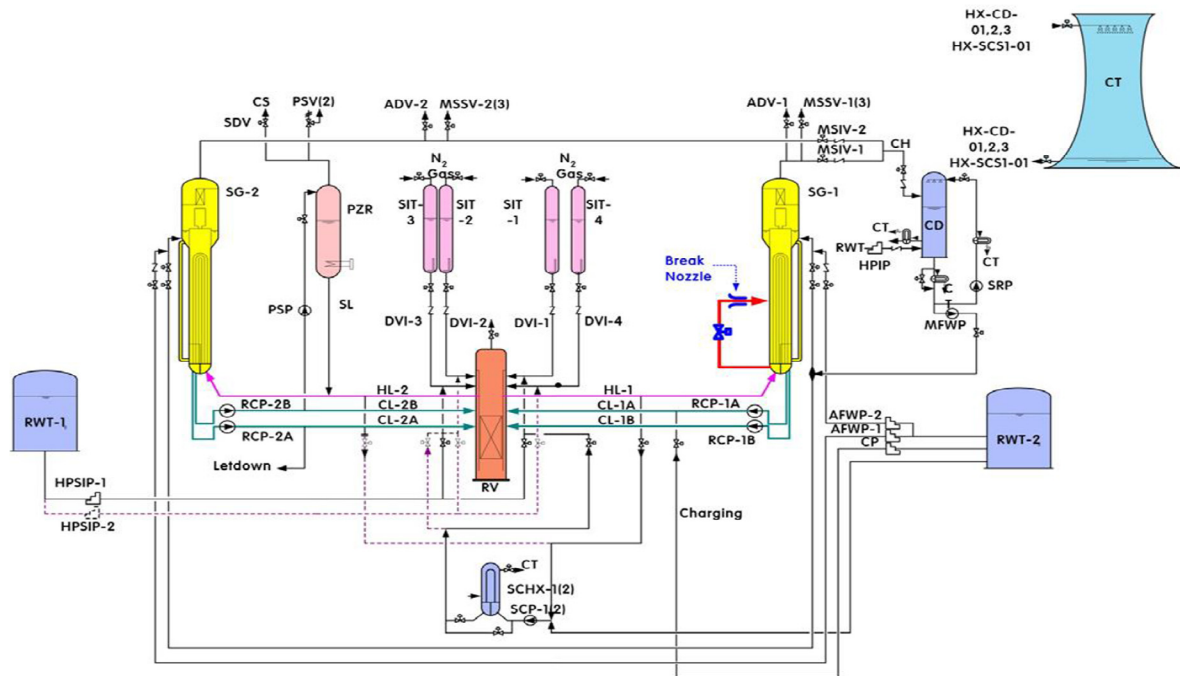 HX-CD-
01,2,3
HX-SCS1-01
CT
CS
PSV(2)
SDV
ADV-2
MSSV-2(3)
ADV-1
MSSV-1(3)
MSIV-2
MSIV-1
CH
HX-CD-
01,2,3
HX-SCS1-01
N2
Gas
N2
Gas
SG-2
PZR
SIT-
3
SIT
-2
SIT
-1
SIT-
4
SG-1
CD
CT
RWT
HPIP
CT
SRP
C
T
MFWP
Break
Nozzle
PSP
SL
DVI-3
DVI-2
DVI-1
DVI-4
HL-2
HL-1
RCP-2B
CL-2B
CL-1A
RCP-1A
RCP-2A
CL-2A
CL-1B
RCP-1B
RWT-1
Letdown
RV
AFWP-2
AFWP-1
CP
RWT-2
HPSIP-1
HPSIP-2
Charging
CT
SCHX-1(2)
SCP-1(2)